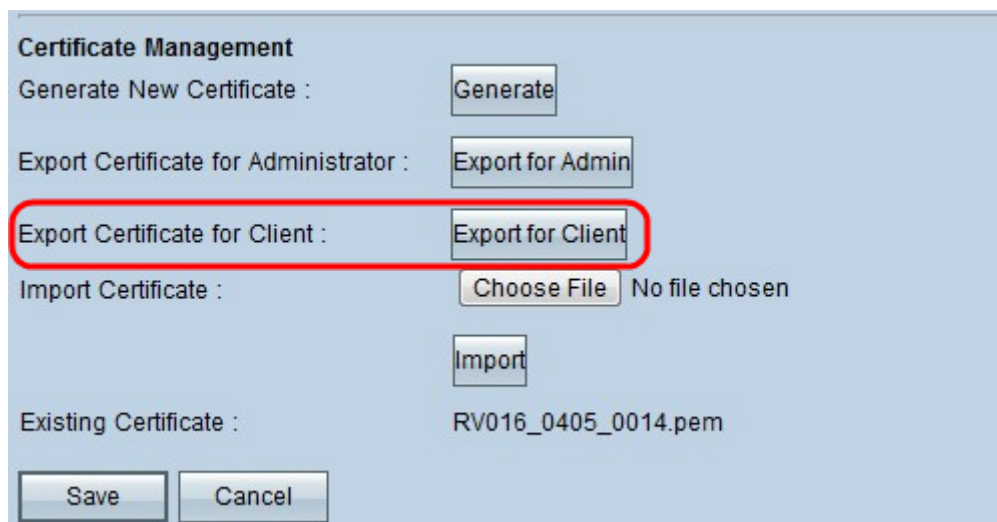 Certificate Management
Generate New Certificate : Generate
Export Certificate for Administrator : Export for Admin
Export Certificate for Client : Export for Client
Import Certificate : Choose File No file chosen
Import
Existing Certificate : RV016_0405_0014.pem
Save Cancel